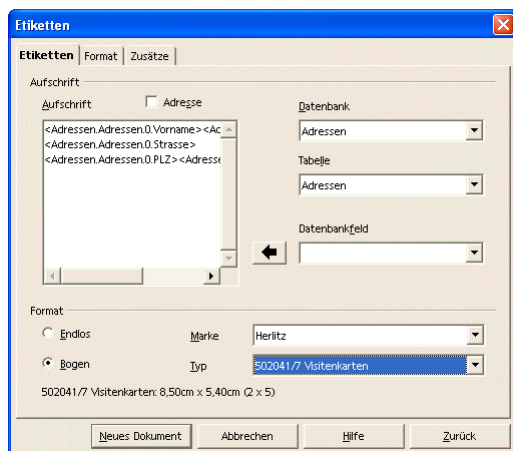 Etiketten
Etiketten Format Zusätze
Aufschrift
Aufschrift Adresse Datenbank
<Adressen.Adressen.0.Vorname><Ac Adressen
<Adressen.Adressen.0.Strasse>
<Adressen.Adressen.0.PLZ><Adresse Tabelle
Adressen
Datenbankfeld
Format
Endlos Marke Herlitz
Bogen Typ 502041/7 Visitenkarten
502041/7 Visitenkarten: 8,50cm x 5,40cm (2 x 5)
Neues Dokument Abbrechen Hilfe Zurück